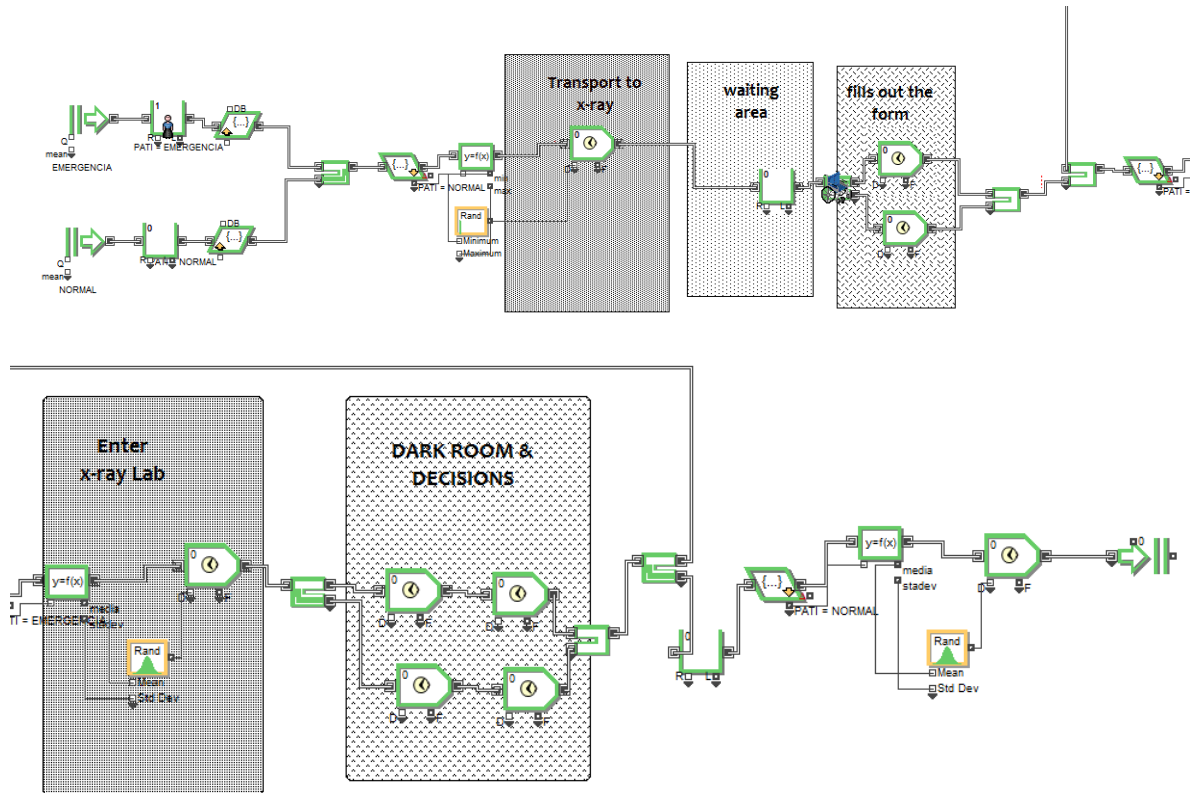 Transport to
x-ray
waiting
area
fills out the
form
1
DB
{...}
Q
mean
R
L
PATI = EMERGENCIA
EMERGENCIA
0
D
F
{...}
y=f(x)
min
max
PATI = NORMAL
0
R
L
0
D
F
{...}
PATI =
Rand
Minimum
Maximum
DB
{...}
0
Q
mean
R
NORMAL
NORMAL
0
D
F
Enter
x-ray Lab
DARK ROOM &
DECISIONS
y=f(x)
media
stadev
TI = EMERGENCIA
0
D
F
Rand
Mean
Std Dev
0
D
F
0
D
F
0
D
F
0
D
F
0
R
L
{...}
PATI = NORMAL
y=f(x)
media
stadev
0
D
F
0
Rand
Mean
Std Dev